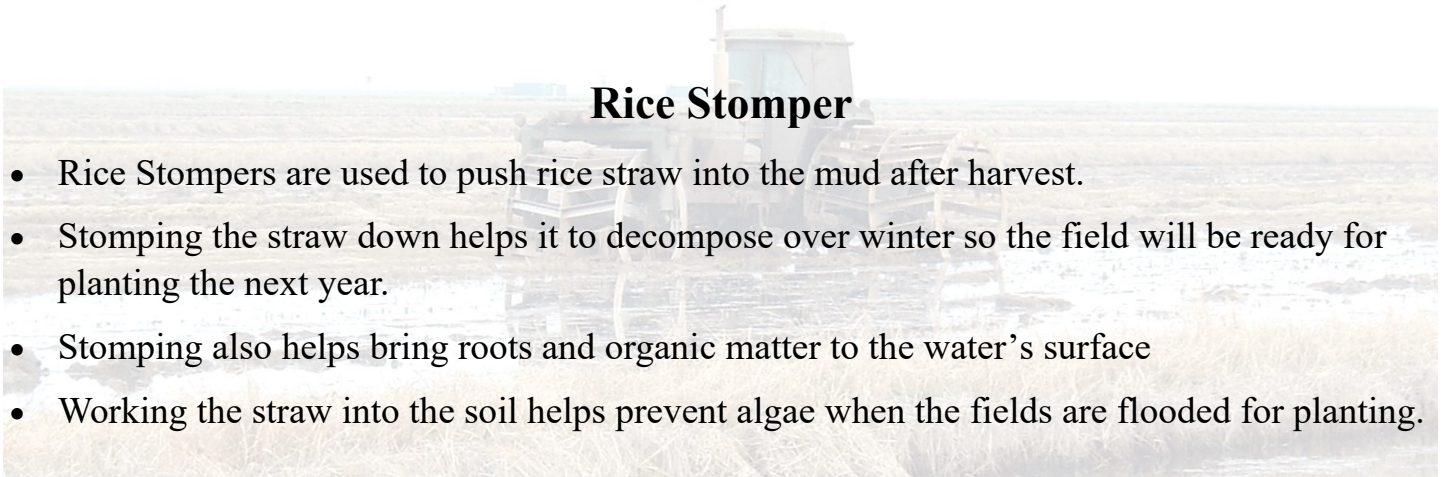 Rice Stomper
• Rice Stompers are used to push rice straw into the mud after harvest.
• Stomping the straw down helps it to decompose over winter so the field will be ready for
planting the next year.
• Stomping also helps bring roots and organic matter to the water’s surface
• Working the straw into the soil helps prevent algae when the fields are flooded for planting.